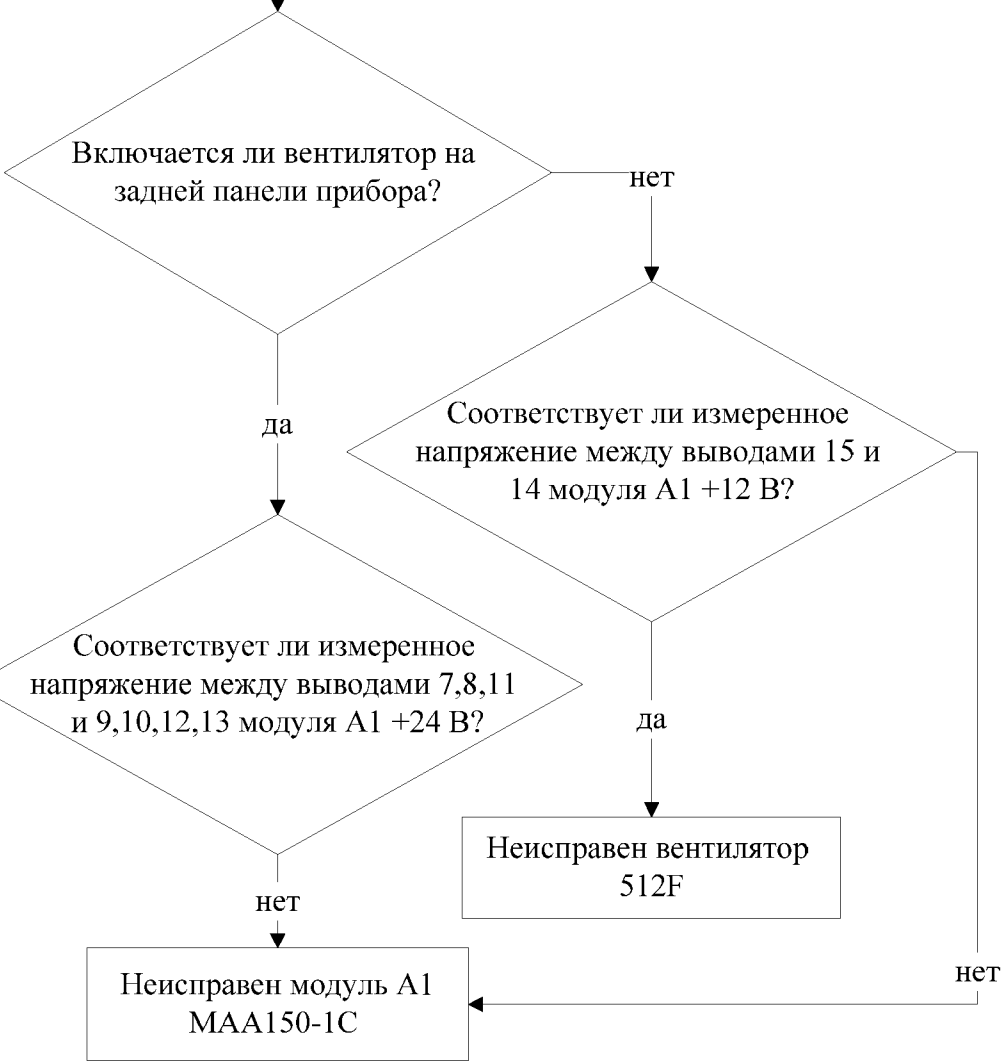 Включается ли вентилятор на
задней панели прибора?
нет
да
Соответствует ли измеренное
напряжение между выводами 15 и
14 модуля А1 +12 В?
Соответствует ли измеренное
напряжение между выводами 7,8,11
и 9,10,12,13 модуля А1 +24 В?
да
Неисправен вентилятор
512F
нет
нет
Неисправен модуль А1
МАА150-1С